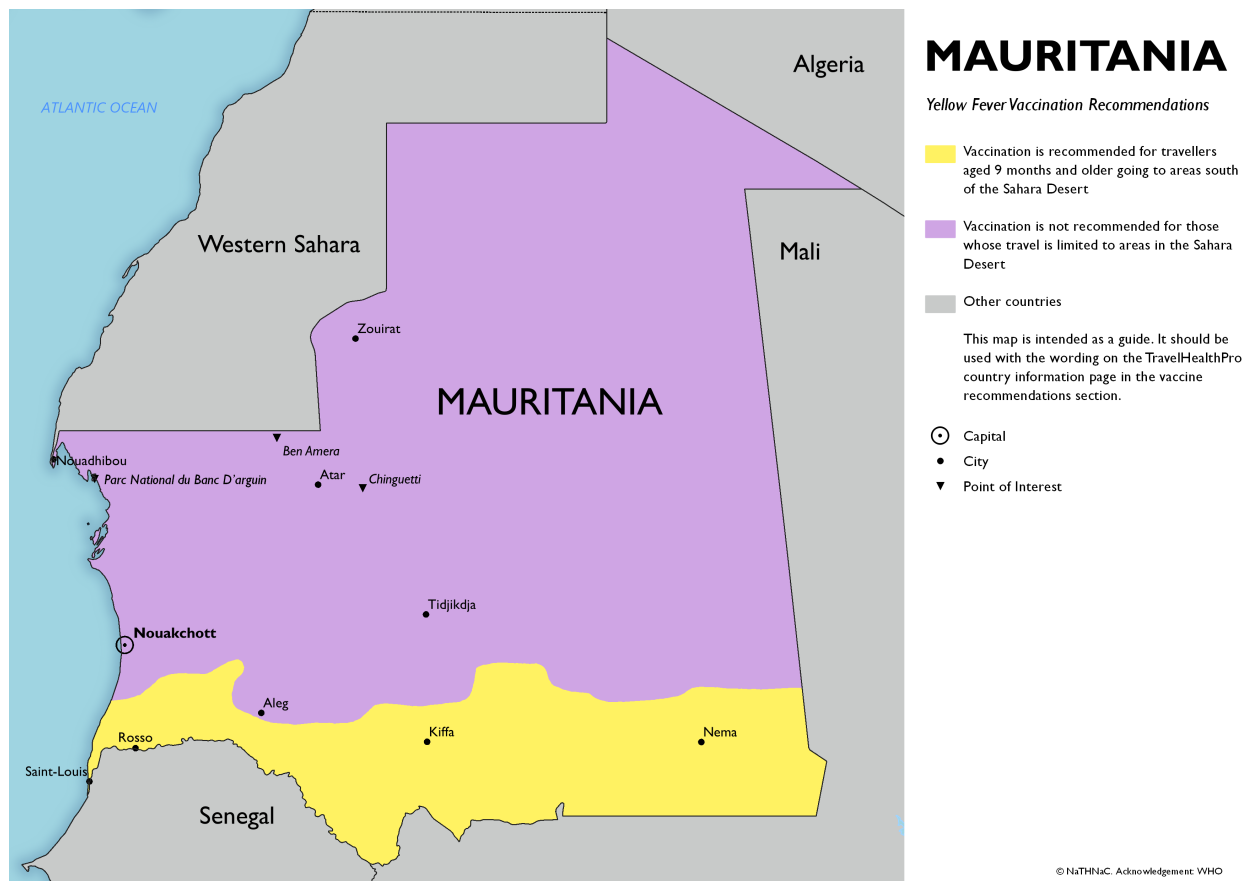 MAURITANIA
Yellow Fever Vaccination Recommendations
Vaccination is recommended for travellers
aged 9 months and older going to areas south
of the Sahara Desert
Vaccination is not recommended for those
whose travel is limited to areas in the Sahara
Desert
Other countries
This map is intended as a guide. It should be
used with the wording on the TravelHealthPro
country information page in the vaccine
recommendations section.
Capital
City
Point of Interest
Algeria
ATLANTIC OCEAN
Western Sahara
Mali
Zouirat
MAURITANIA
Ben Amera
Nouadhibou
Parc National du Banc D'arguin
Atar
Chinguetti
Tidjikdja
Nouakchott
Aleg
Rosso
Kiffa
Nema
Saint-Louis
Senegal
© NaTHNaC. Acknowledgement: WHO